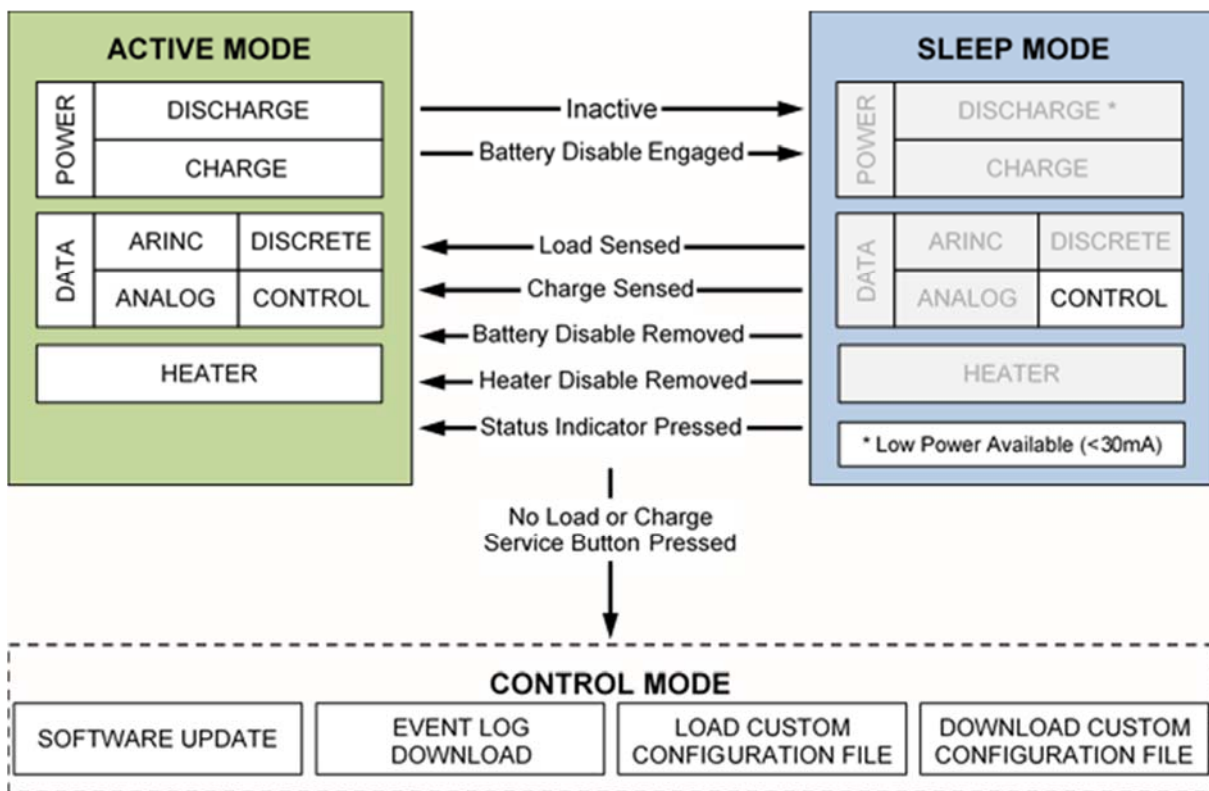 ACTIVE MODE
POWER
DISCHARGE
CHARGE
DATA
ARINC
DISCRETE
ANALOG
CONTROL
HEATER
Inactive
Battery Disable Engaged
Load Sensed
Charge Sensed
Battery Disable Removed
Heater Disable Removed
Status Indicator Pressed
SLEEP MODE
POWER
DISCHARGE *
CHARGE
DATA
ARINC
DISCRETE
ANALOG
CONTROL
HEATER
* Low Power Available (<30mA)
No Load or Charge
Service Button Pressed
CONTROL MODE
SOFTWARE UPDATE
EVENT LOG
DOWNLOAD
LOAD CUSTOM
CONFIGURATION FILE
DOWNLOAD CUSTOM
CONFIGURATION FILE